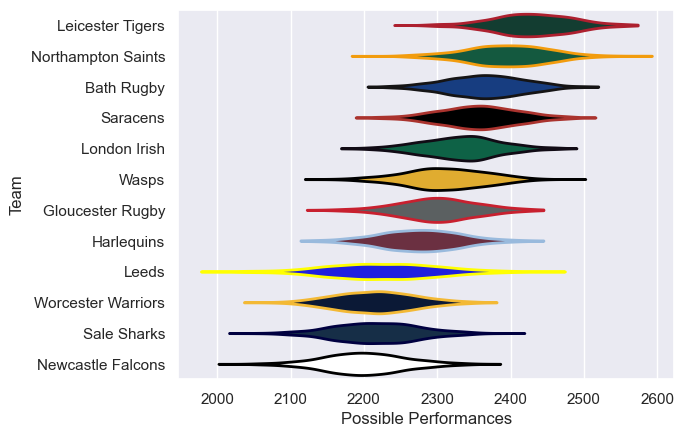 Leicester Tigers
Northampton Saints
Bath Rugby
Saracens
London Irish
Wasps
Gloucester Rugby
Harlequins
Leeds
Worcester Warriors
Sale Sharks
Newcastle Falcons
Team
2000 2100 2200 2300 2400 2500 2600
Possible Performances